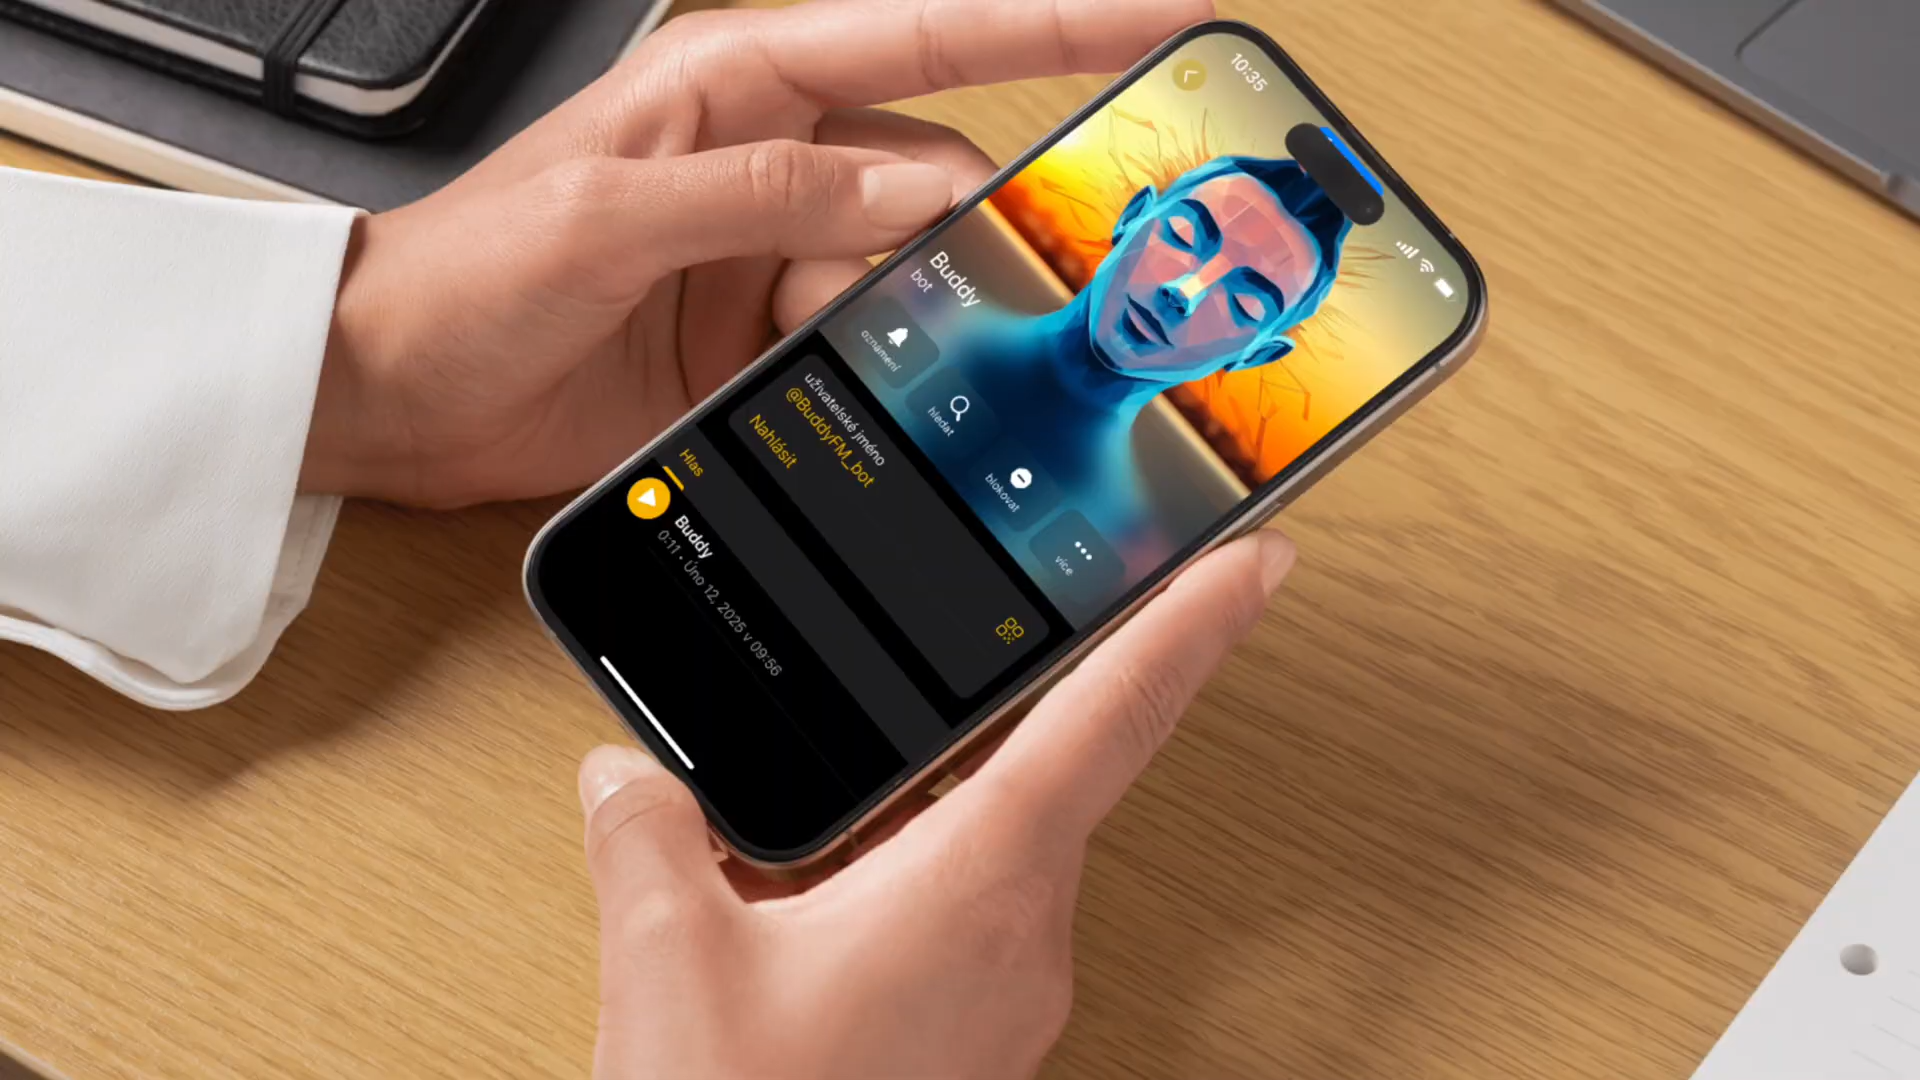 10:35
Buddy
bot
oznámení
hledat
blokovat
více
uživatelské jméno
@BuddyFM_bot
Nahlásit
Hlas
Buddy
0:11 • Úno 12, 2025 v 09:56